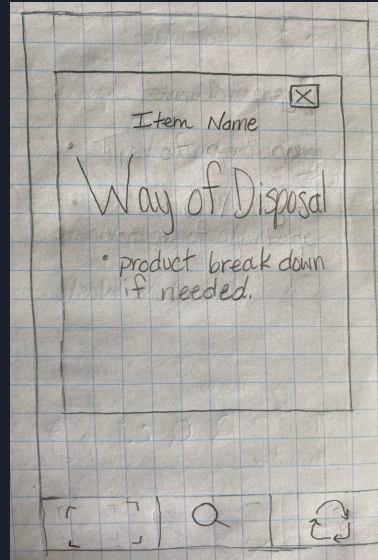 Item Name
Way of Disposal
• product break down
if needed.